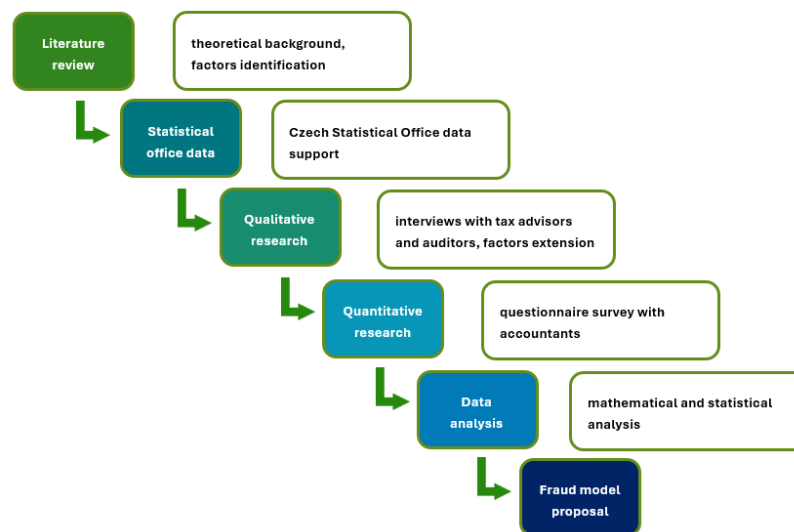 Literature
review
theoretical background,
factors identification
Statistical
office data
Czech Statistical Office data
support
Qualitative
research
interviews with tax advisors
and auditors, factors extension
Quantitative
research
questionnaire survey with
accountants
Data
analysis
mathematical and statistical
analysis
Fraud model
proposal